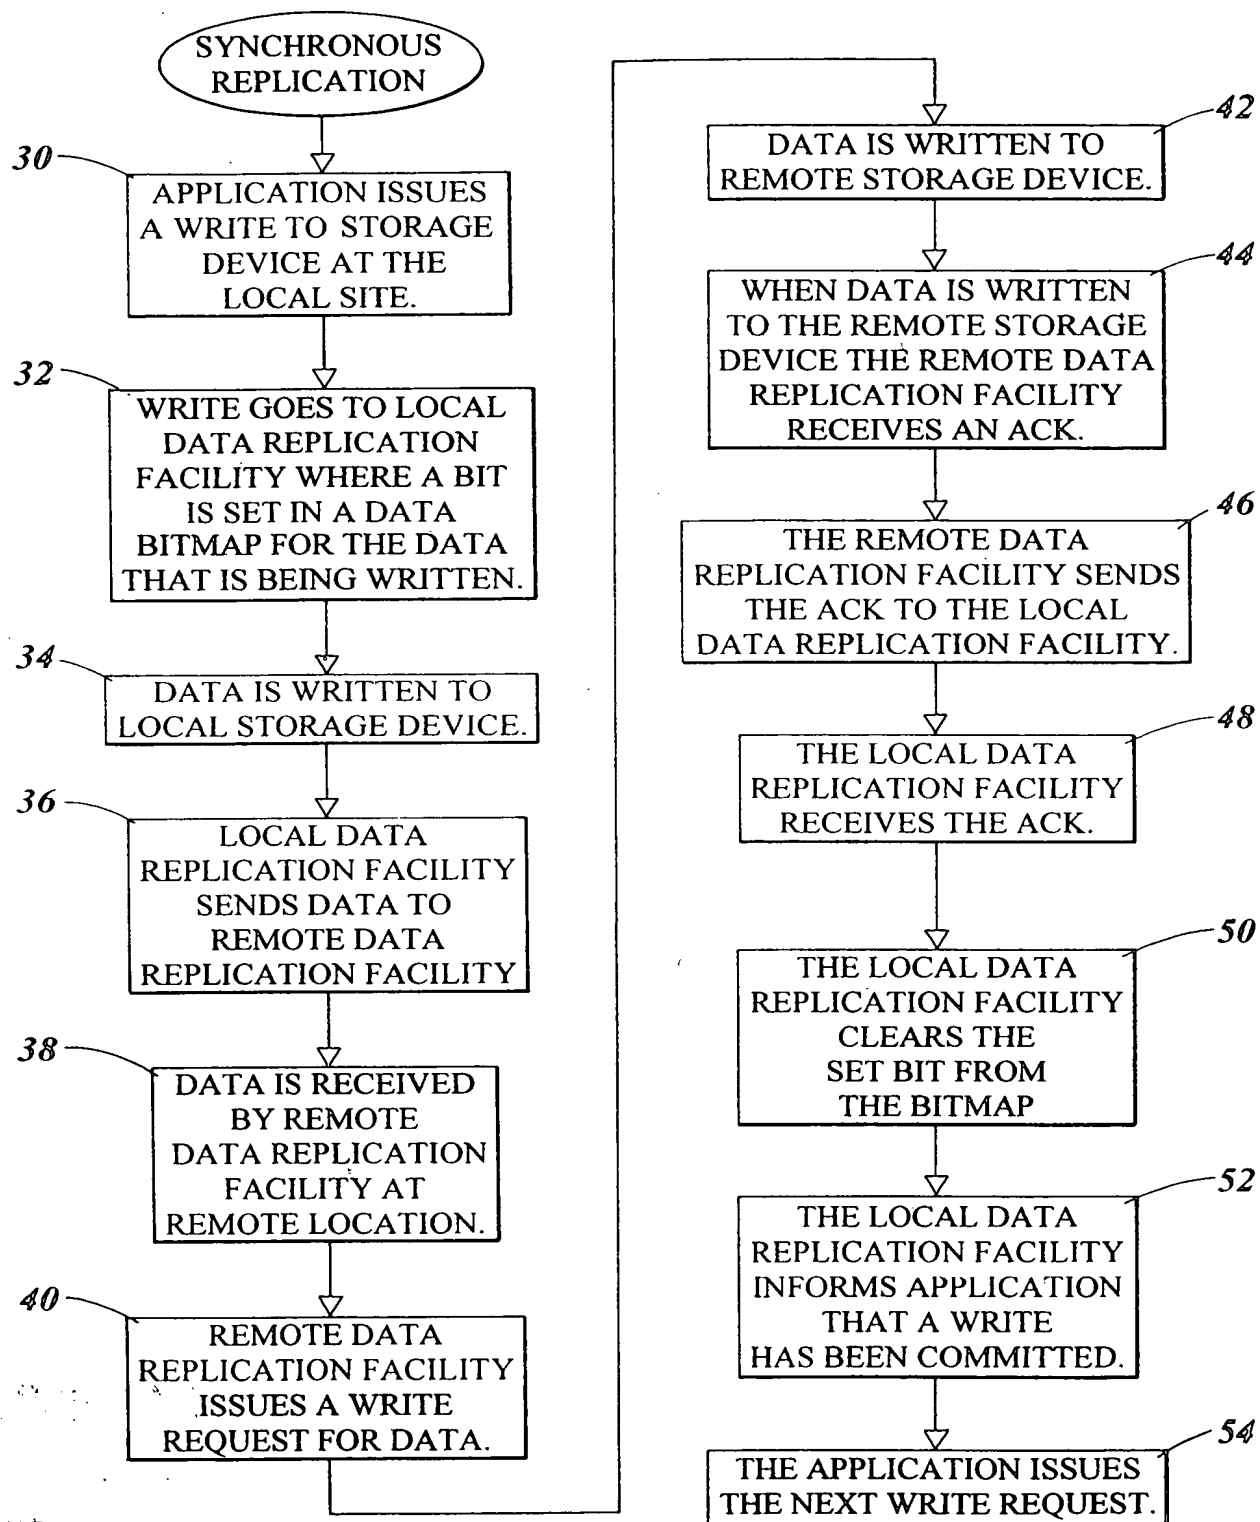 SYNCHRONOUS
REPLICATION
30
APPLICATION ISSUES
A WRITE TO STORAGE
DEVICE AT THE
LOCAL SITE.
32
WRITE GOES TO LOCAL
DATA REPLICATION
FACILITY WHERE A BIT
IS SET IN A DATA
BITMAP FOR THE DATA
THAT IS BEING WRITTEN.
34
DATA IS WRITTEN TO
LOCAL STORAGE DEVICE.
36
LOCAL DATA
REPLICATION FACILITY
SENDS DATA TO
REMOTE DATA
REPLICATION FACILITY
38
DATA IS RECEIVED
BY REMOTE
DATA REPLICATION
FACILITY AT
REMOTE LOCATION.
40
REMOTE DATA
REPLICATION FACILITY
ISSUES A WRITE
REQUEST FOR DATA.
42
DATA IS WRITTEN TO
REMOTE STORAGE DEVICE.
44
WHEN DATA IS WRITTEN
TO THE REMOTE STORAGE
DEVICE THE REMOTE DATA
REPLICATION FACILITY
RECEIVES AN ACK.
46
THE REMOTE DATA
REPLICATION FACILITY SENDS
THE ACK TO THE LOCAL
DATA REPLICATION FACILITY.
48
THE LOCAL DATA
REPLICATION FACILITY
RECEIVES THE ACK.
50
THE LOCAL DATA
REPLICATION FACILITY
CLEARS THE
SET BIT FROM
THE BITMAP
52
THE LOCAL DATA
REPLICATION FACILITY
INFORMS APPLICATION
THAT A WRITE
HAS BEEN COMMITTED.
54
THE APPLICATION ISSUES
THE NEXT WRITE REQUEST.